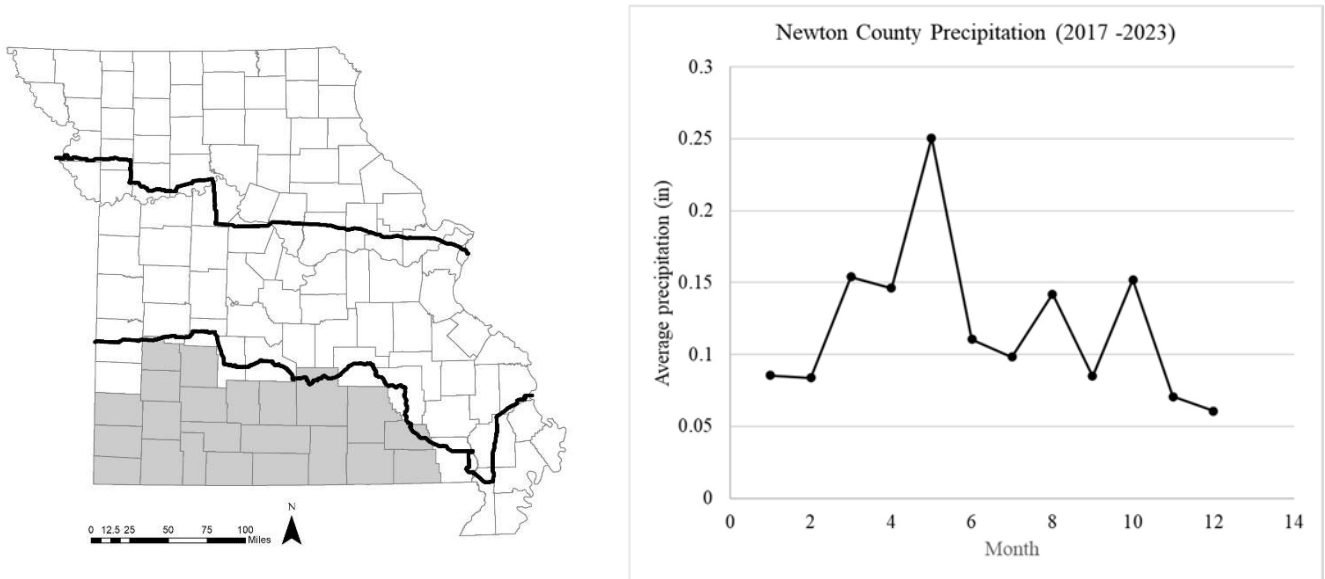 N
0 12.5 25 50 75 100
Miles
Newton County Precipitation (2017 -2023)
0.3
0.25
0.2
0.15
0.1
0.05
0
Average precipitation (in)
0 2 4 6 8 10 12 14
Month